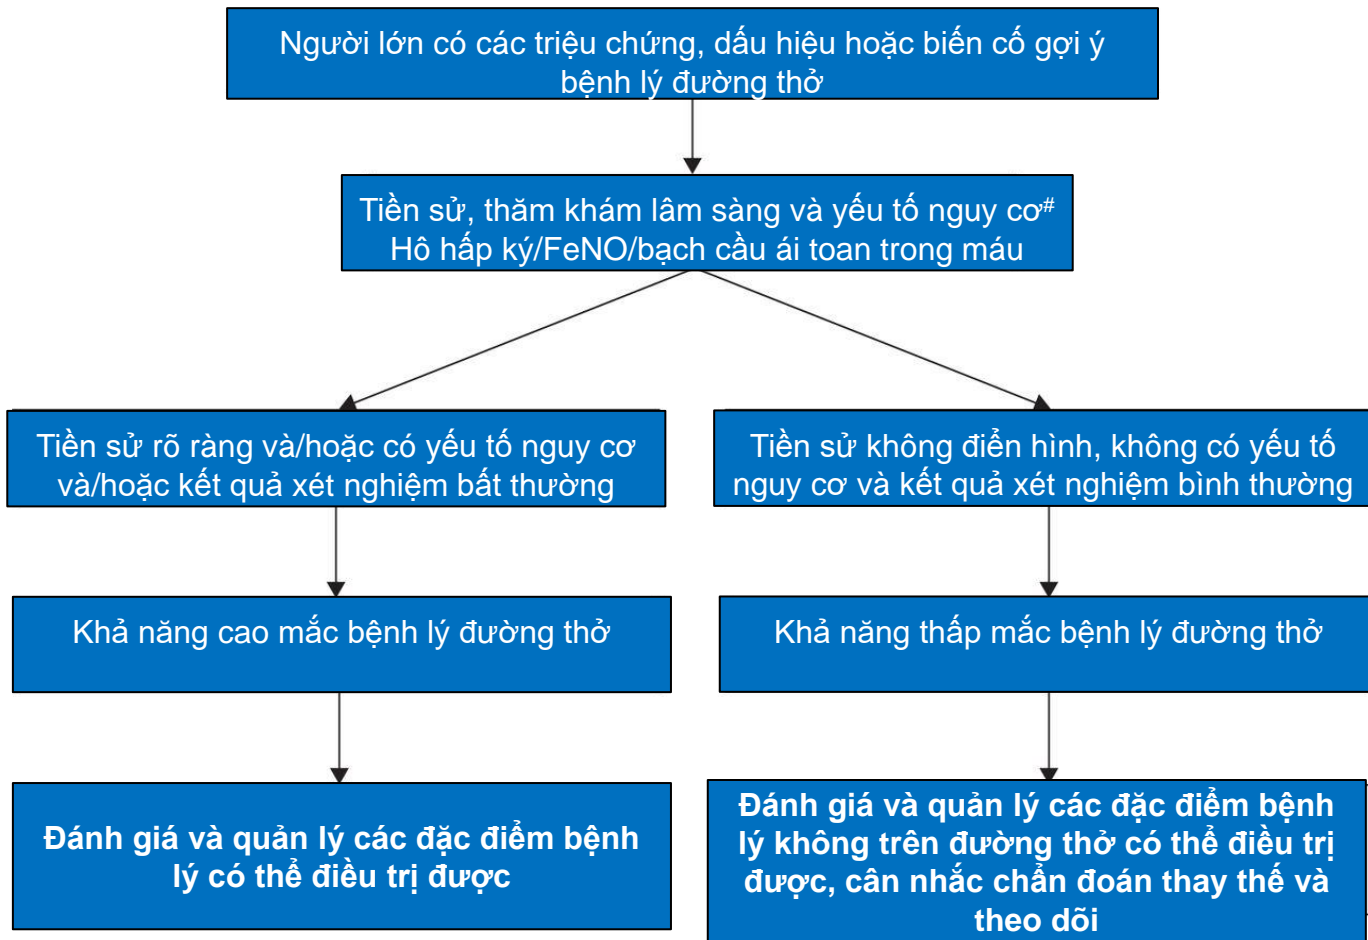 Người lớn có các triệu chứng, dấu hiệu hoặc biến cố gợi ý
bệnh lý đường thở
Tiền sử, thăm khám lâm sàng và yếu tố nguy cơ#
Hô hấp ký/FeNO/bạch cầu ái toan trong máu
Tiền sử rõ ràng và/hoặc có yếu tố nguy cơ
và/hoặc kết quả xét nghiệm bất thường
Tiền sử không điển hình, không có yếu tố
nguy cơ và kết quả xét nghiệm bình thường
Khả năng cao mắc bệnh lý đường thở
Khả năng thấp mắc bệnh lý đường thở
Đánh giá và quản lý các đặc điểm bệnh
lý có thể điều trị được
Đánh giá và quản lý các đặc điểm bệnh
lý không trên đường thở có thể điều trị
được, cân nhắc chẩn đoán thay thế và
theo dõi